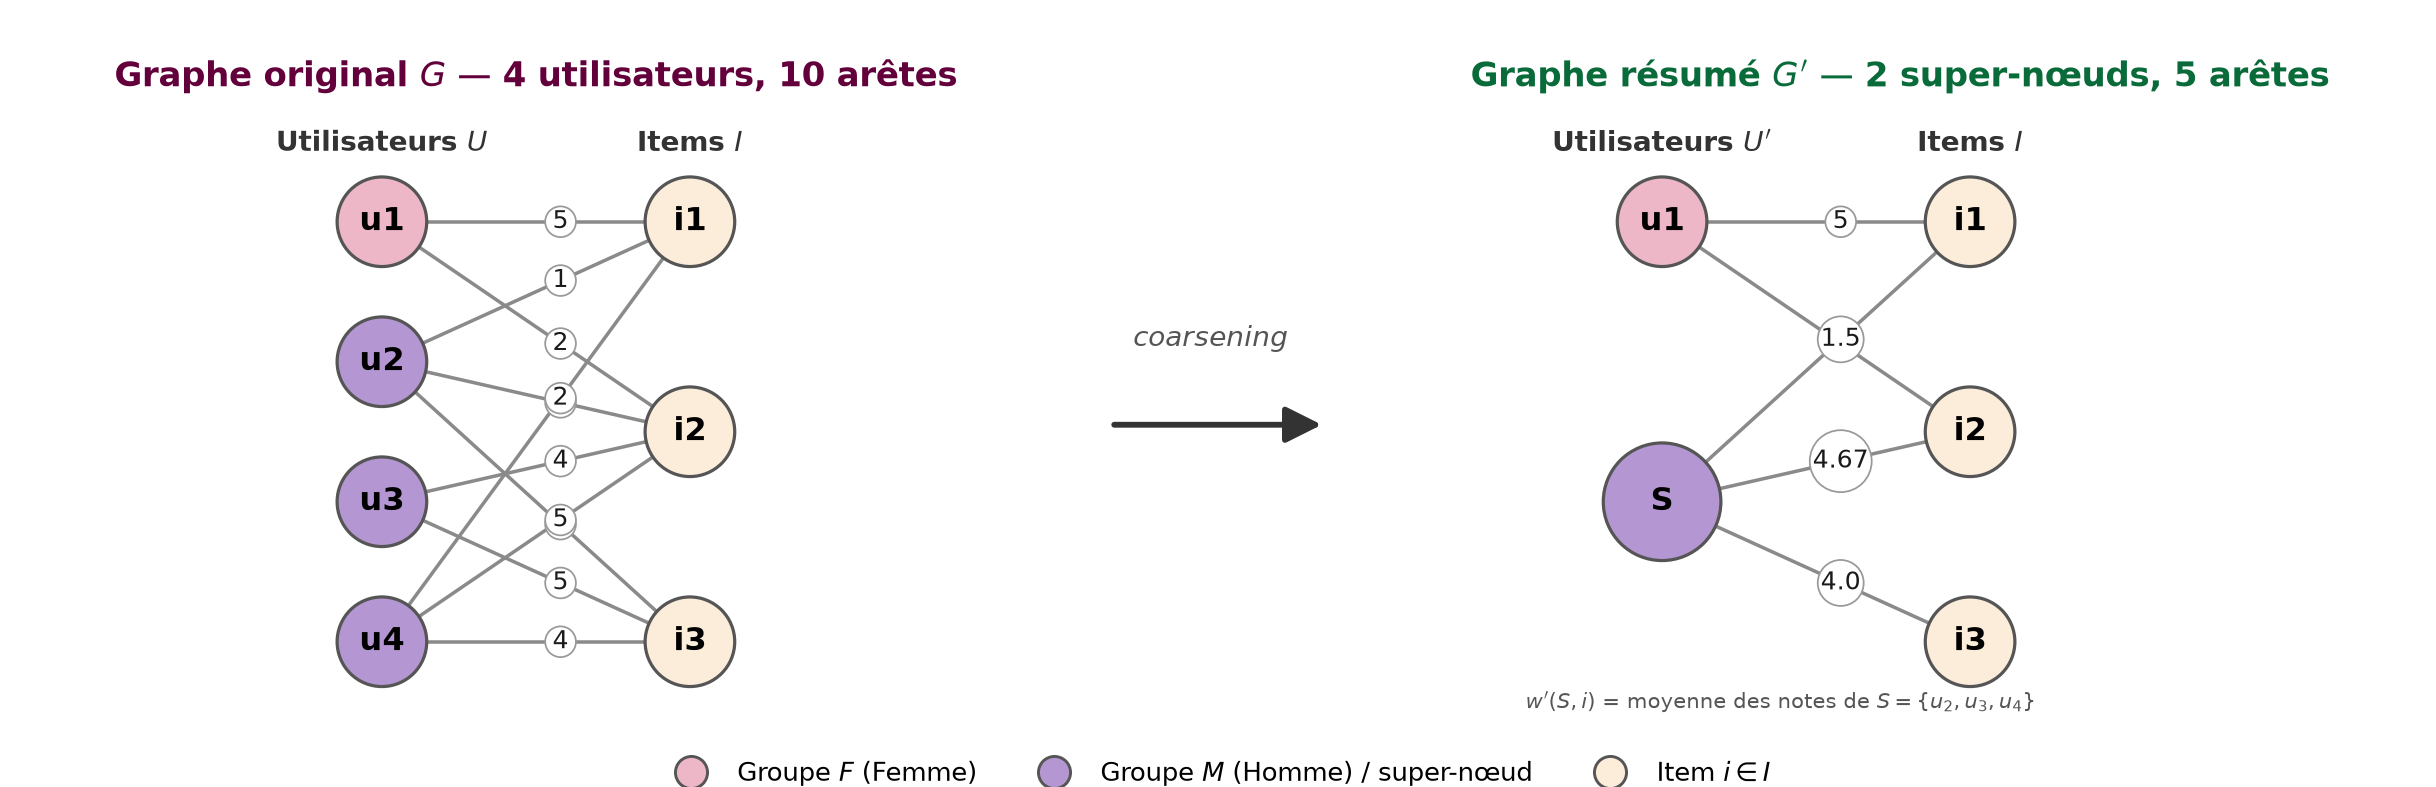 Graphe original G — 4 utilisateurs, 10 arêtes
Utilisateurs U
Items I
u1
u2
u3
u4
5
1
2
2
4
5
5
4
i1
i2
i3
coarsening
Graphe résumé G′ — 2 super-nœuds, 5 arêtes
Utilisateurs U′
Items I
u1
S
5
1.5
4.67
4.0
i1
i2
i3
w′(S, i) = moyenne des notes de S = {u₂, u₃, u₄}
Groupe F (Femme)
Groupe M (Homme) / super-nœud
Item i ∈ I